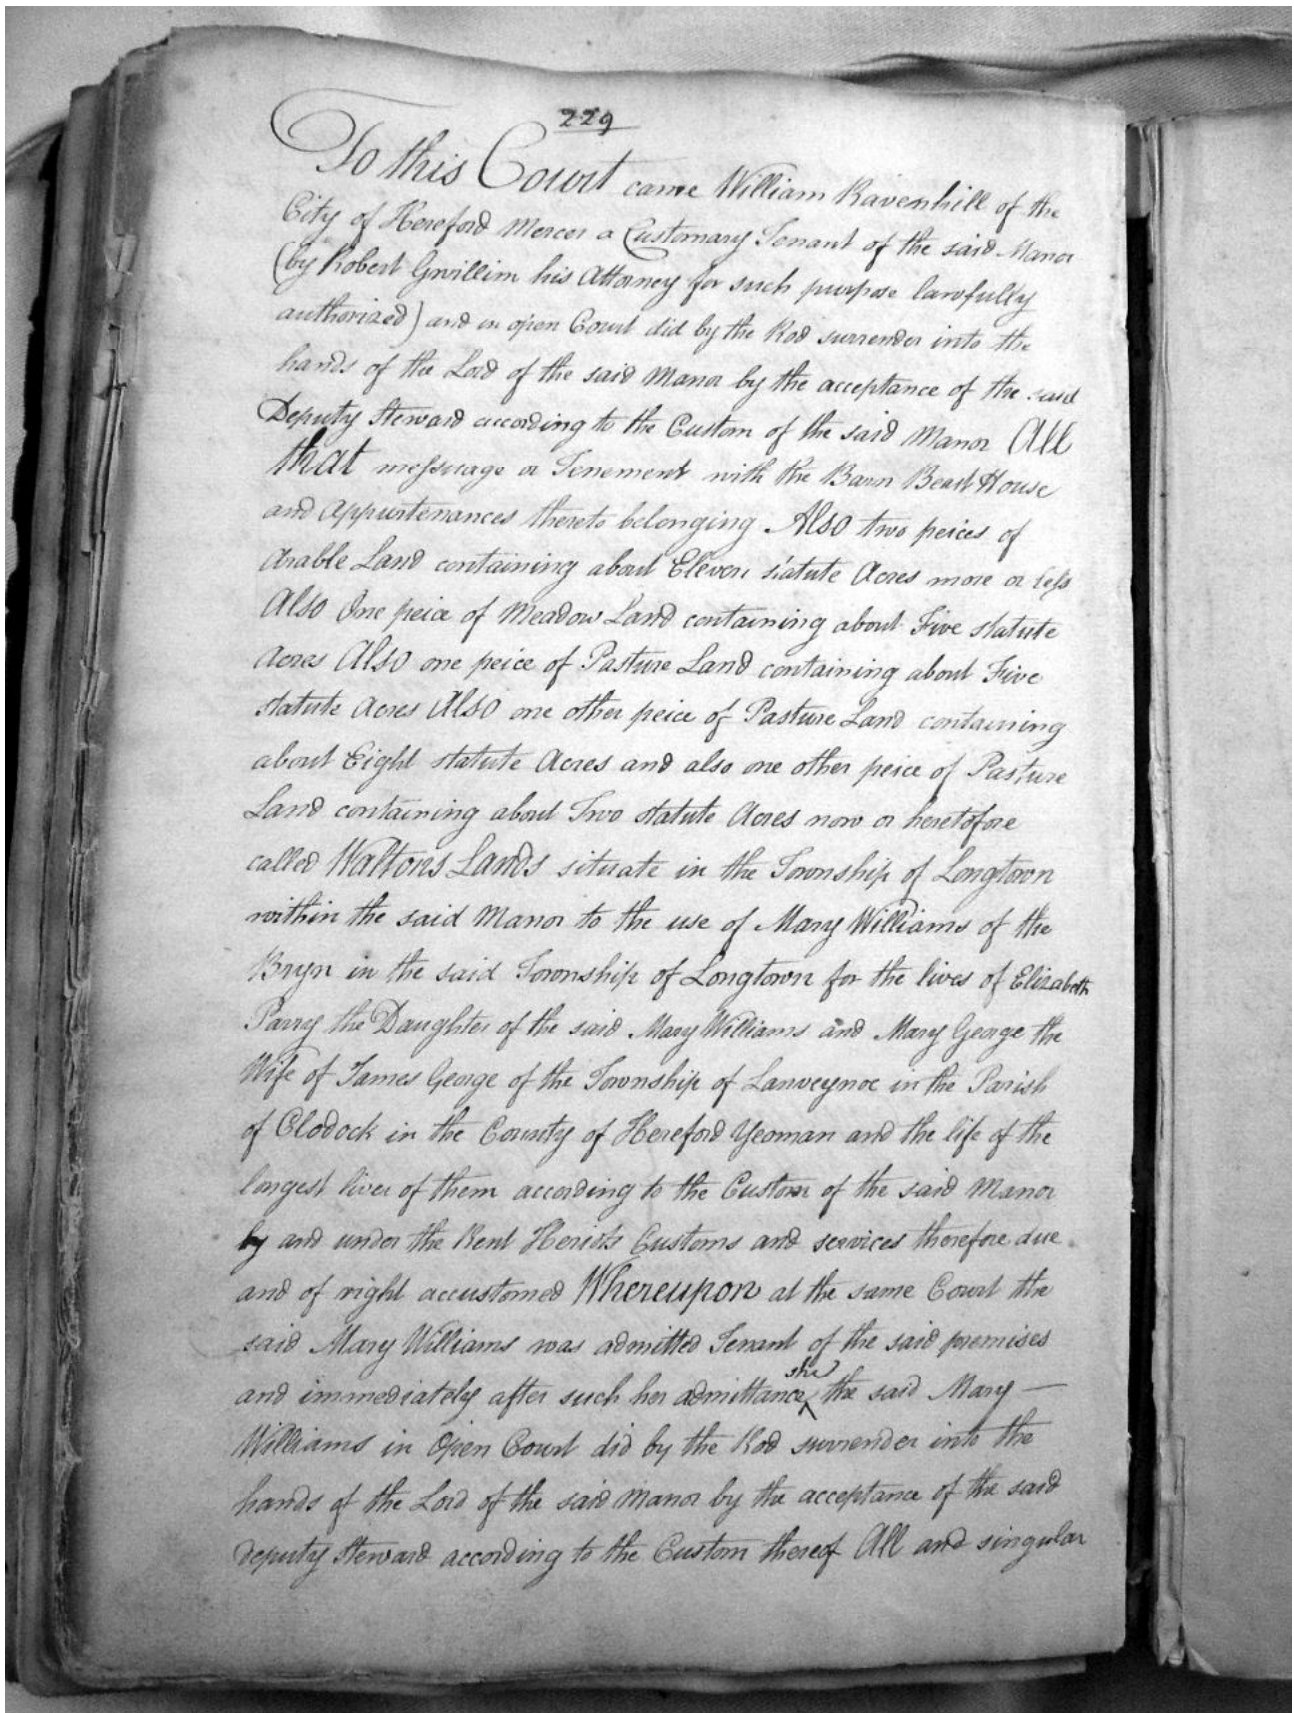 229
To this Court came William Ravenhill of the
City of Hereford Mercer a Customary Tenant of the said Manor
(by Robert Gwillim his Attorney for such purpose lawfully
authorized) and in open Court did by the Rod surrender into the
hands of the Lord of the said Manor by the acceptance of the said
Deputy Steward according to the Custom of the said Manor All
that messuage or Tenement with the Barn Beast House
and Appurtenances thereto belonging Also two peices of
Arable Land containing about Eleven statute Acres more or less
Also One peice of Meadow Land containing about Five statute
Acres Also one peice of Pasture Land containing about Five
statute Acres Also one other peice of Pasture Land containing
about Eight statute Acres and also one other peice of Pasture
Land containing about Two statute Acres now or heretofore
called Waltons Lands situate in the Township of Longtown
within the said Manor to the use of Mary Williams of the
Bryn in the said Township of Longtown for the lives of Elizabeth
Parry the Daughter of the said Mary Williams and Mary George the
Wife of James George of the Township of Lanveynoe in the Parish
of Clodock in the County of Hereford Yeoman and the life of the
longest liver of them according to the Custom of the said Manor
by and under the Rent Heriots Customs and services therefore due
and of right accustomed Whereupon at the same Court the
said Mary Williams was admitted Tenant of the said premises
and immediately after such her admittance she the said Mary —
Williams in Open Court did by the Rod surrender into the
hands of the Lord of the said Manor by the acceptance of the said
deputy Steward according to the Custom thereof All and singular